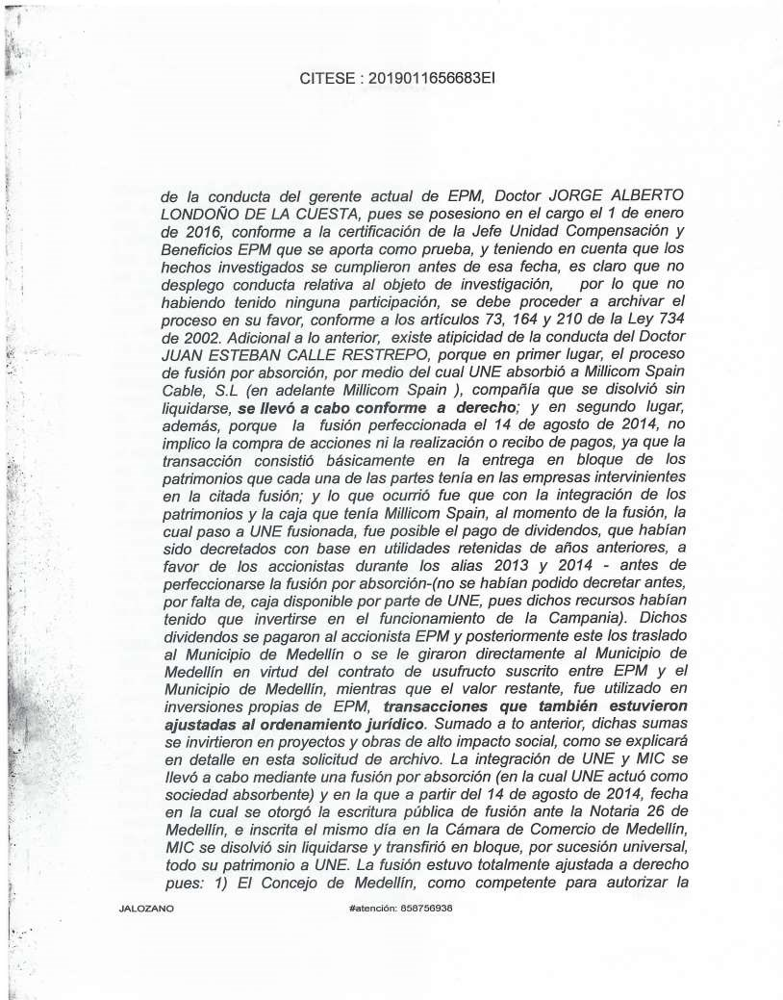 CITESE : 2019011656683EI
de la conducta del gerente actual de EPM, Doctor JORGE ALBERTO
LONDOÑO DE LA CUESTA, pues se posesiono en el cargo el 1 de enero
de 2016, conforme a la certificación de la Jefe Unidad Compensación y
Beneficios EPM que se aporta como prueba, y teniendo en cuenta que los
hechos investigados se cumplieron antes de esa fecha, es claro que no
desplego conducta relativa al objeto de investigación, por lo que no
habiendo tenido ninguna participación, se debe proceder a archivar el
proceso en su favor, conforme a los artículos 73, 164 y 210 de la Ley 734
de 2002. Adicional a lo anterior, existe atipicidad de la conducta del Doctor
JUAN ESTEBAN CALLE RESTREPO, porque en primer lugar, el proceso
de fusión por absorción, por medio del cual UNE absorbió a Millicom Spain
Cable, S.L (en adelante Millicom Spain ), compañía que se disolvió sin
liquidarse, se llevó a cabo conforme a derecho; y en segundo lugar,
además, porque la fusión perfeccionada el 14 de agosto de 2014, no
implico la compra de acciones ni la realización o recibo de pagos, ya que la
transacción consistió básicamente en la entrega en bloque de los
patrimonios que cada una de las partes tenía en las empresas intervinientes
en la citada fusión; y lo que ocurrió fue que con la integración de los
patrimonios y la caja que tenía Millicom Spain, al momento de la fusión, la
cual paso a UNE fusionada, fue posible el pago de dividendos, que habían
sido decretados con base en utilidades retenidas de años anteriores, a
favor de los accionistas durante los alias 2013 y 2014 - antes de
perfeccionarse la fusión por absorción-(no se habían podido decretar antes,
por falta de, caja disponible por parte de UNE, pues dichos recursos habían
tenido que invertirse en el funcionamiento de la Campania). Dichos
dividendos se pagaron al accionista EPM y posteriormente este los traslado
al Municipio de Medellín o se le giraron directamente al Municipio de
Medellín en virtud del contrato de usufructo suscrito entre EPM y el
Municipio de Medellín, mientras que el valor restante, fue utilizado en
inversiones propias de EPM, transacciones que también estuvieron
ajustadas al ordenamiento jurídico. Sumado a to anterior, dichas sumas
se invirtieron en proyectos y obras de alto impacto social, como se explicará
en detalle en esta solicitud de archivo. La integración de UNE y MIC se
llevó a cabo mediante una fusión por absorción (en la cual UNE actuó como
sociedad absorbente) y en la que a partir del 14 de agosto de 2014, fecha
en la cual se otorgó la escritura pública de fusión ante la Notaria 26 de
Medellín, e inscrita el mismo día en la Cámara de Comercio de Medellín,
MIC se disolvió sin liquidarse y transfirió en bloque, por sucesión universal,
todo su patrimonio a UNE. La fusión estuvo totalmente ajustada a derecho
pues: 1) El Concejo de Medellín, como competente para autorizar la
JALOZANO #atención: 858756938